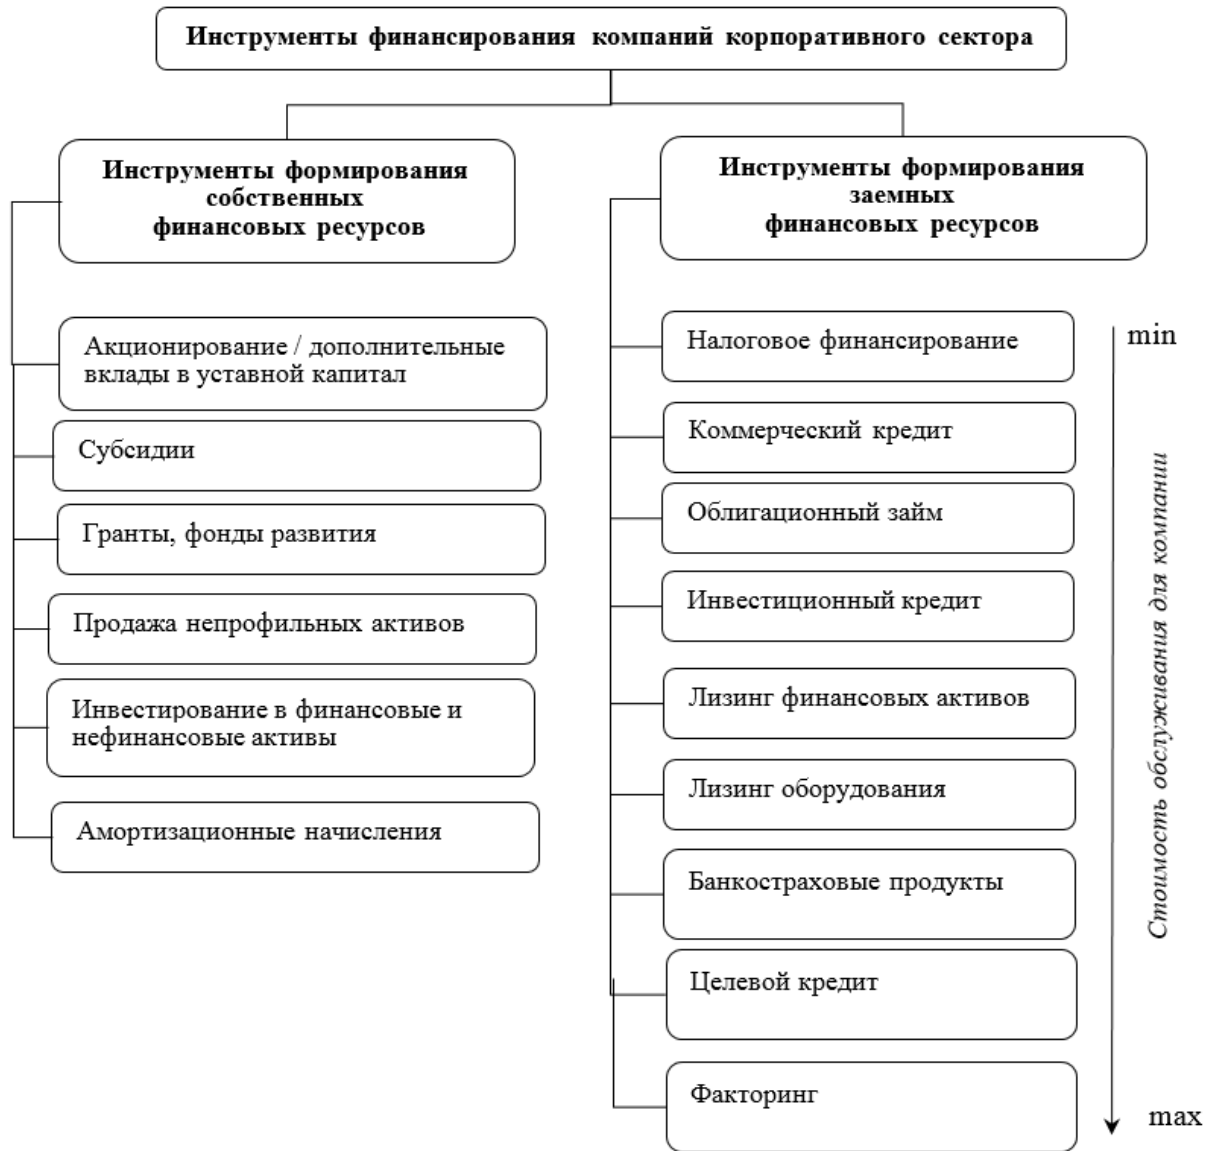 Инструменты финансирования компаний корпоративного сектора
Инструменты формирования
собственных
финансовых ресурсов
Акционирование / дополнительные
вклады в уставной капитал
Субсидии
Гранты, фонды развития
Продажа непрофильных активов
Инвестирование в финансовые и
нефинансовые активы
Амортизационные начисления
Инструменты формирования
заемных
финансовых ресурсов
Налоговое финансирование
Коммерческий кредит
Облигационный займ
Инвестиционный кредит
Лизинг финансовых активов
Лизинг оборудования
Банкостраховые продукты
Целевой кредит
Факторинг
min
Стоимость обслуживания для компании
max